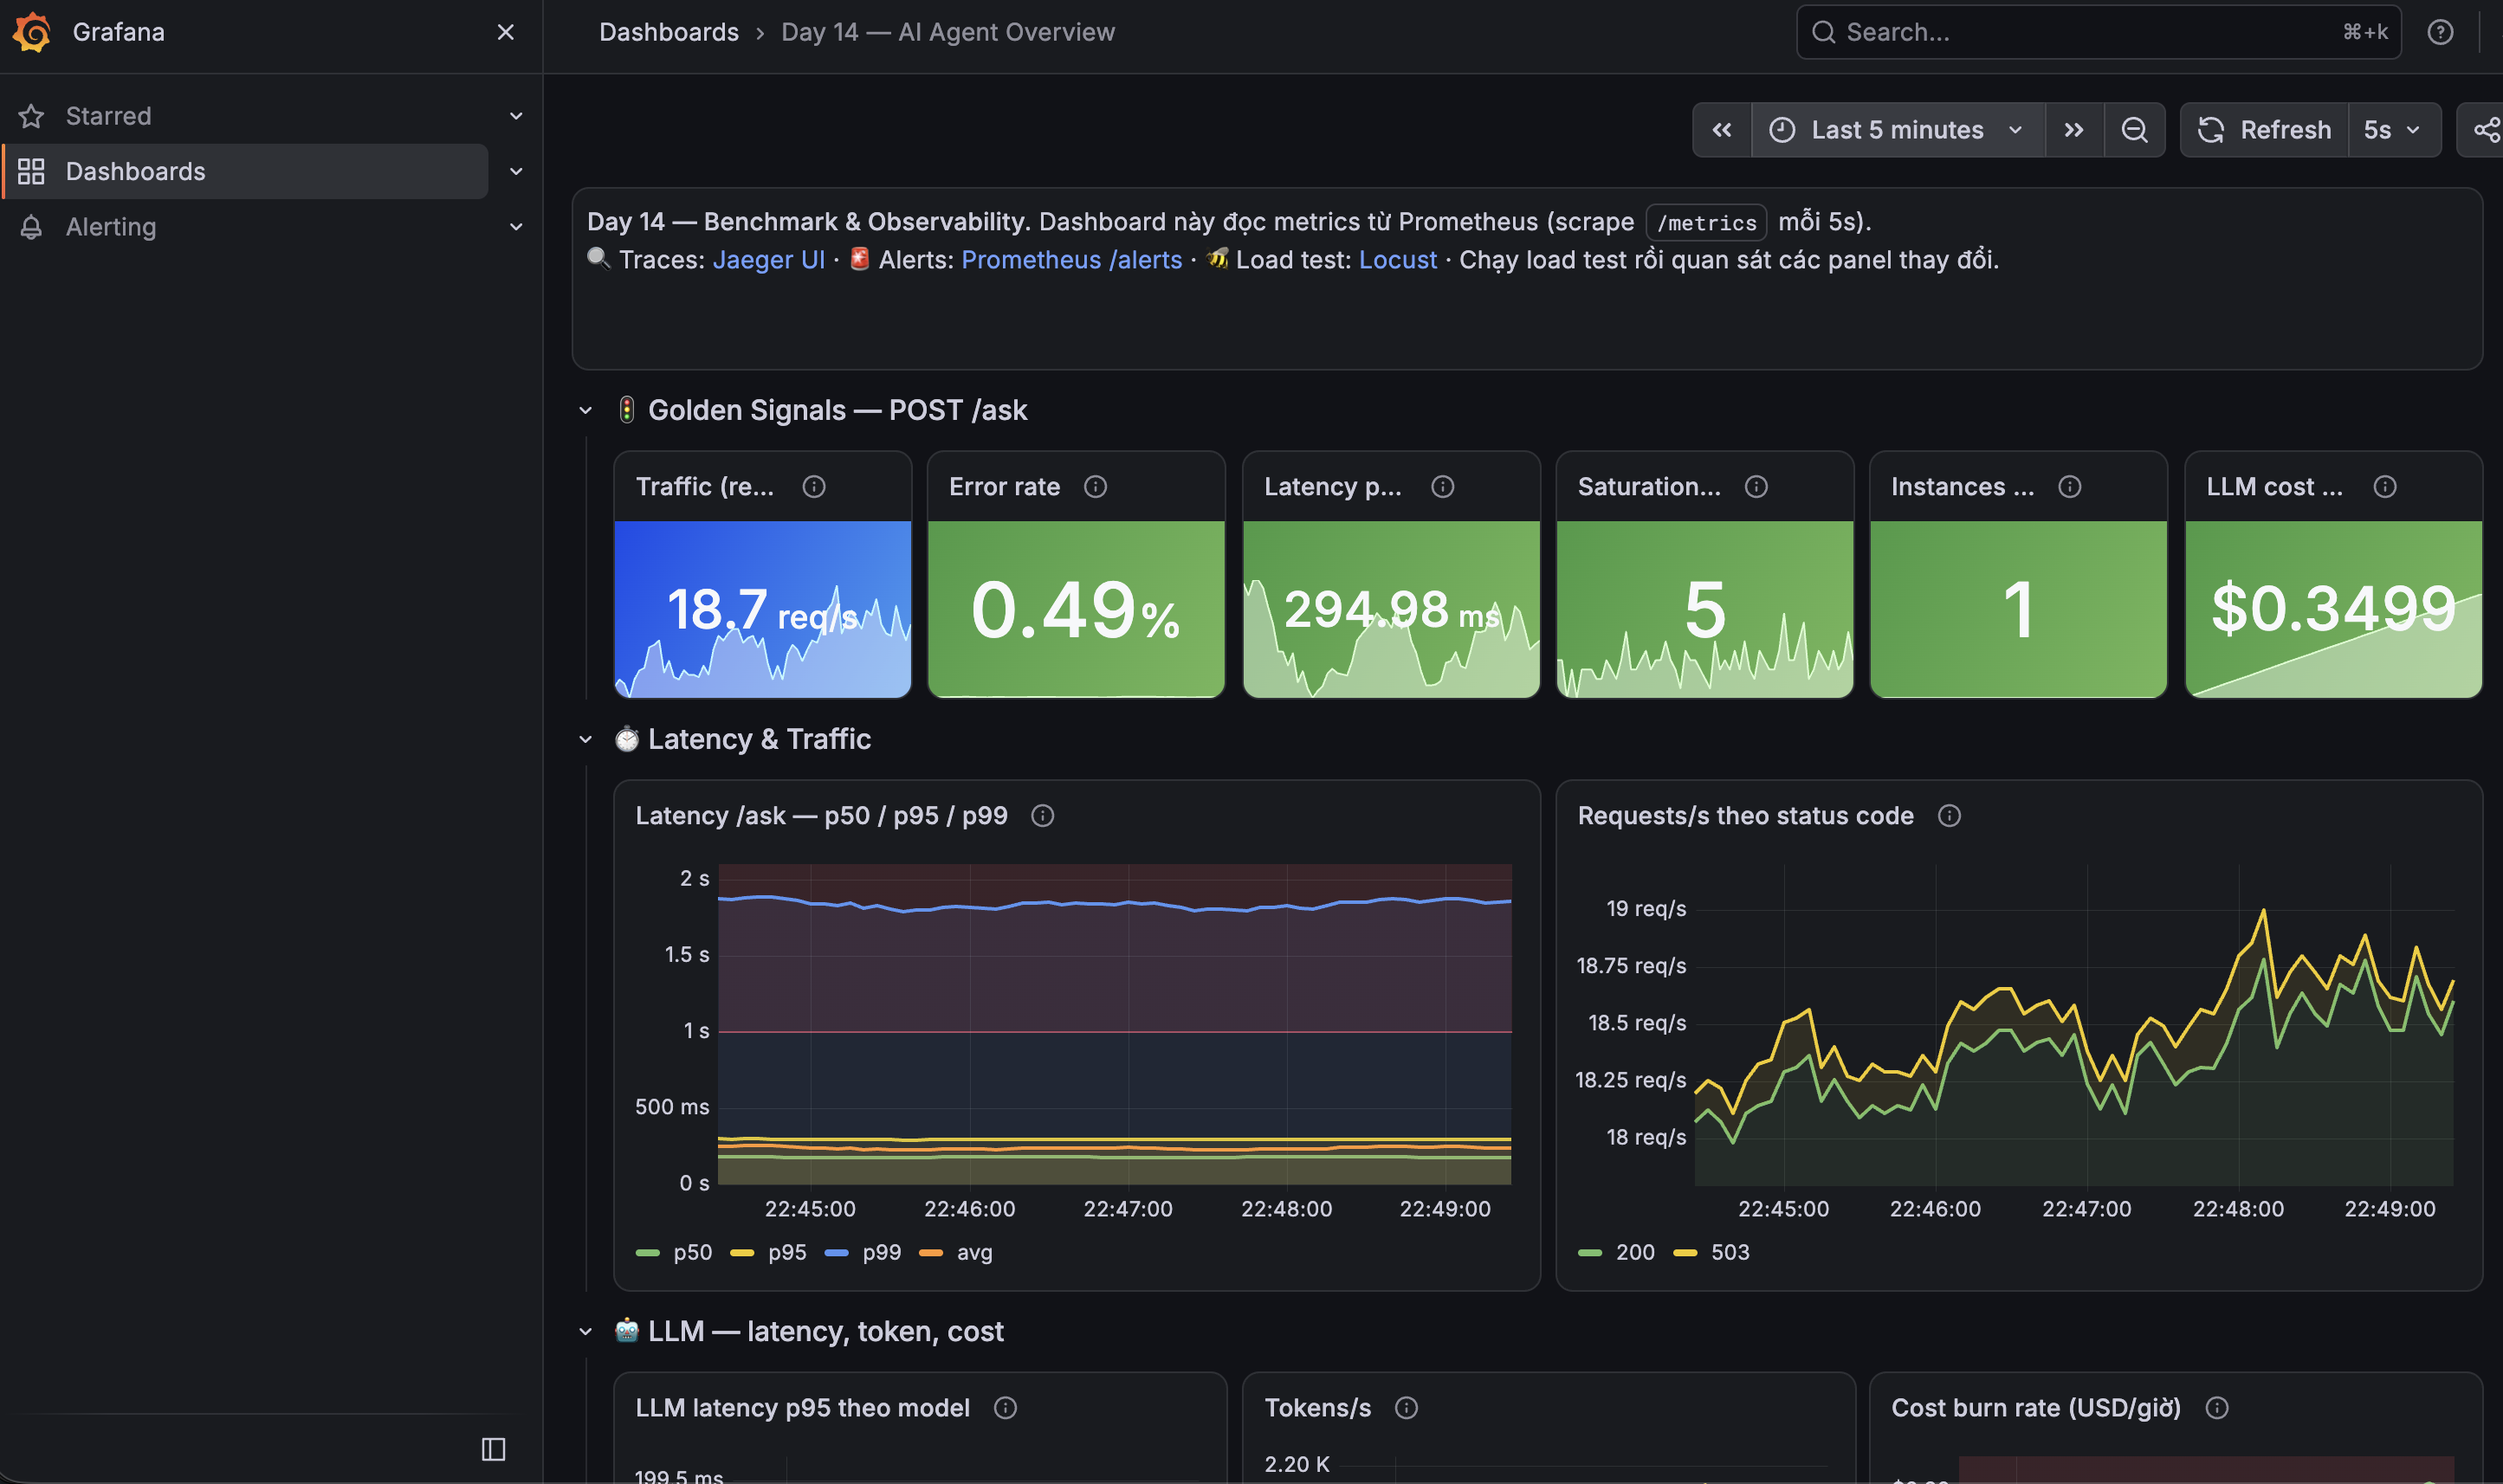 Grafana
Dashboards › Day 14 — AI Agent Overview
Search...
⌘+k
Starred
Dashboards
Alerting
Last 5 minutes
Refresh
5s
Day 14 — Benchmark & Observability. Dashboard này đọc metrics từ Prometheus (scrape /metrics mỗi 5s).
🔍 Traces: Jaeger UI · 🚨 Alerts: Prometheus /alerts · 🐝 Load test: Locust · Chạy load test rồi quan sát các panel thay đổi.
🚦 Golden Signals — POST /ask
Traffic (re...
Error rate
Latency p...
Saturation...
Instances ...
LLM cost ...
18.7 req/s
0.49%
294.98 ms
5
1
$0.3499
⏱️ Latency & Traffic
Latency /ask — p50 / p95 / p99
2 s
1.5 s
1 s
500 ms
0 s
22:45:00
22:46:00
22:47:00
22:48:00
22:49:00
p50
p95
p99
avg
Requests/s theo status code
19 req/s
18.75 req/s
18.5 req/s
18.25 req/s
18 req/s
22:45:00
22:46:00
22:47:00
22:48:00
22:49:00
200
503
🤖 LLM — latency, token, cost
LLM latency p95 theo model
199.5 ms
Tokens/s
2.20 K
Cost burn rate (USD/giờ)